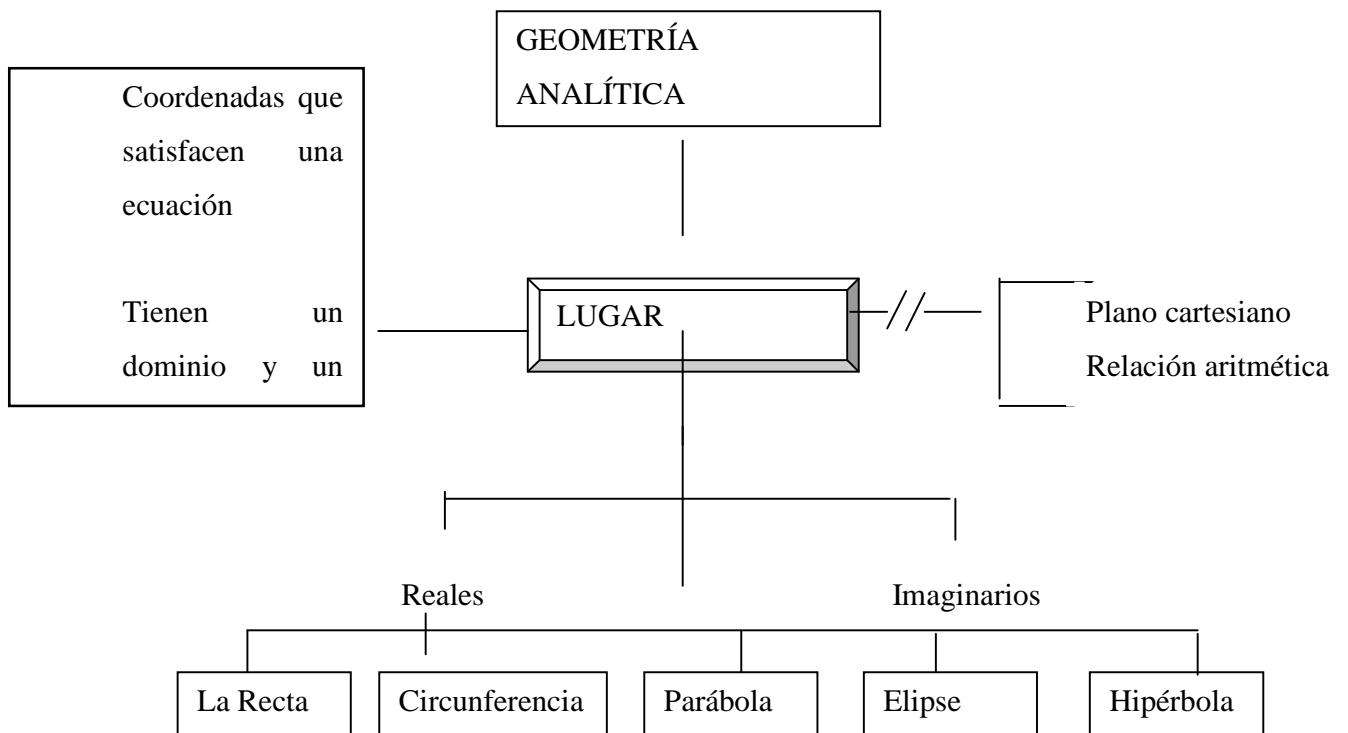 GEOMETRÍA
ANALÍTICA
Coordenadas que
satisfacen una
ecuación
Tienen un
dominio y un
LUGAR
Plano cartesiano
Relación aritmética
Reales
Imaginarios
La Recta
Circunferencia
Parábola
Elipse
Hipérbola